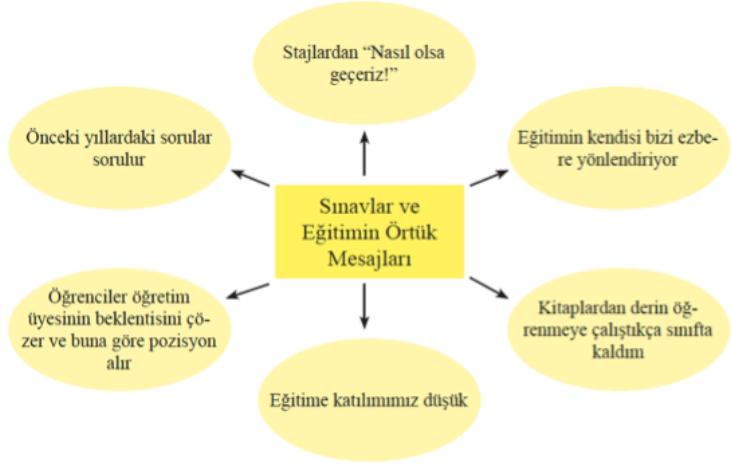 Stajlardan “Nasıl olsa
geçeriz!”
Önceki yıllardaki sorular
sorulur
Eğitimin kendisi bizi ezbe-
re yönlendiriyor
Sınavlar ve
Eğitimin Örtük
Mesajları
Öğrenciler öğretim
üyesinin beklentisini çö-
zer ve buna göre pozisyon
alır
Kitaplardan derin öğ-
renmeye çalıştıkça sınıfta
kaldım
Eğitime katılımımız düşük